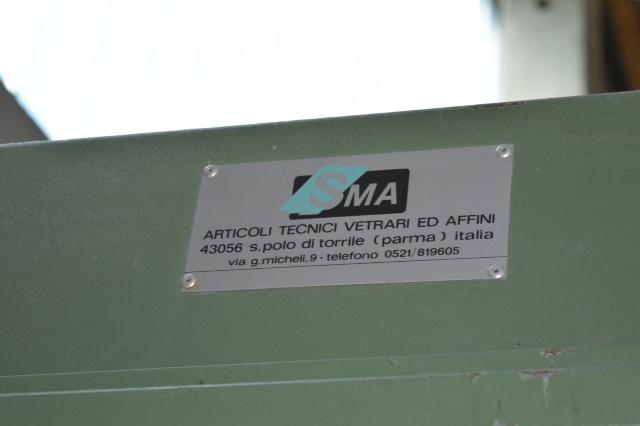 SMA
ARTICOLI TECNICI VETRARI ED AFFINI
43056 s.polo di torrile (parma) italia
via g.micheli,9 - telefono 0521/819605